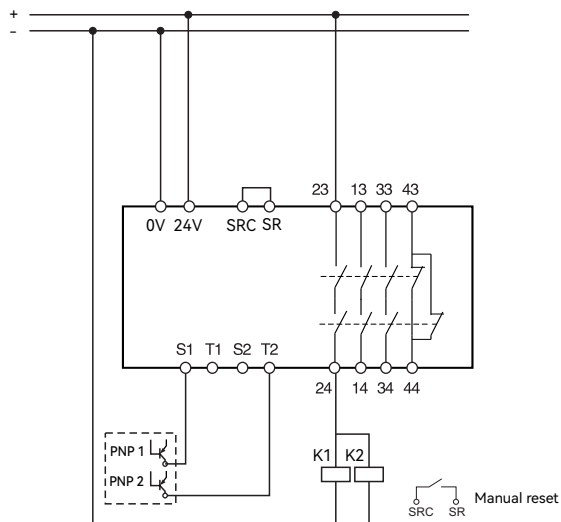 +
-
23 13 33 43
0V 24V SRC SR
S1 T1 S2 T2
24 14 34 44
PNP 1
PNP 2
K1 K2
SRC SR
Manual reset